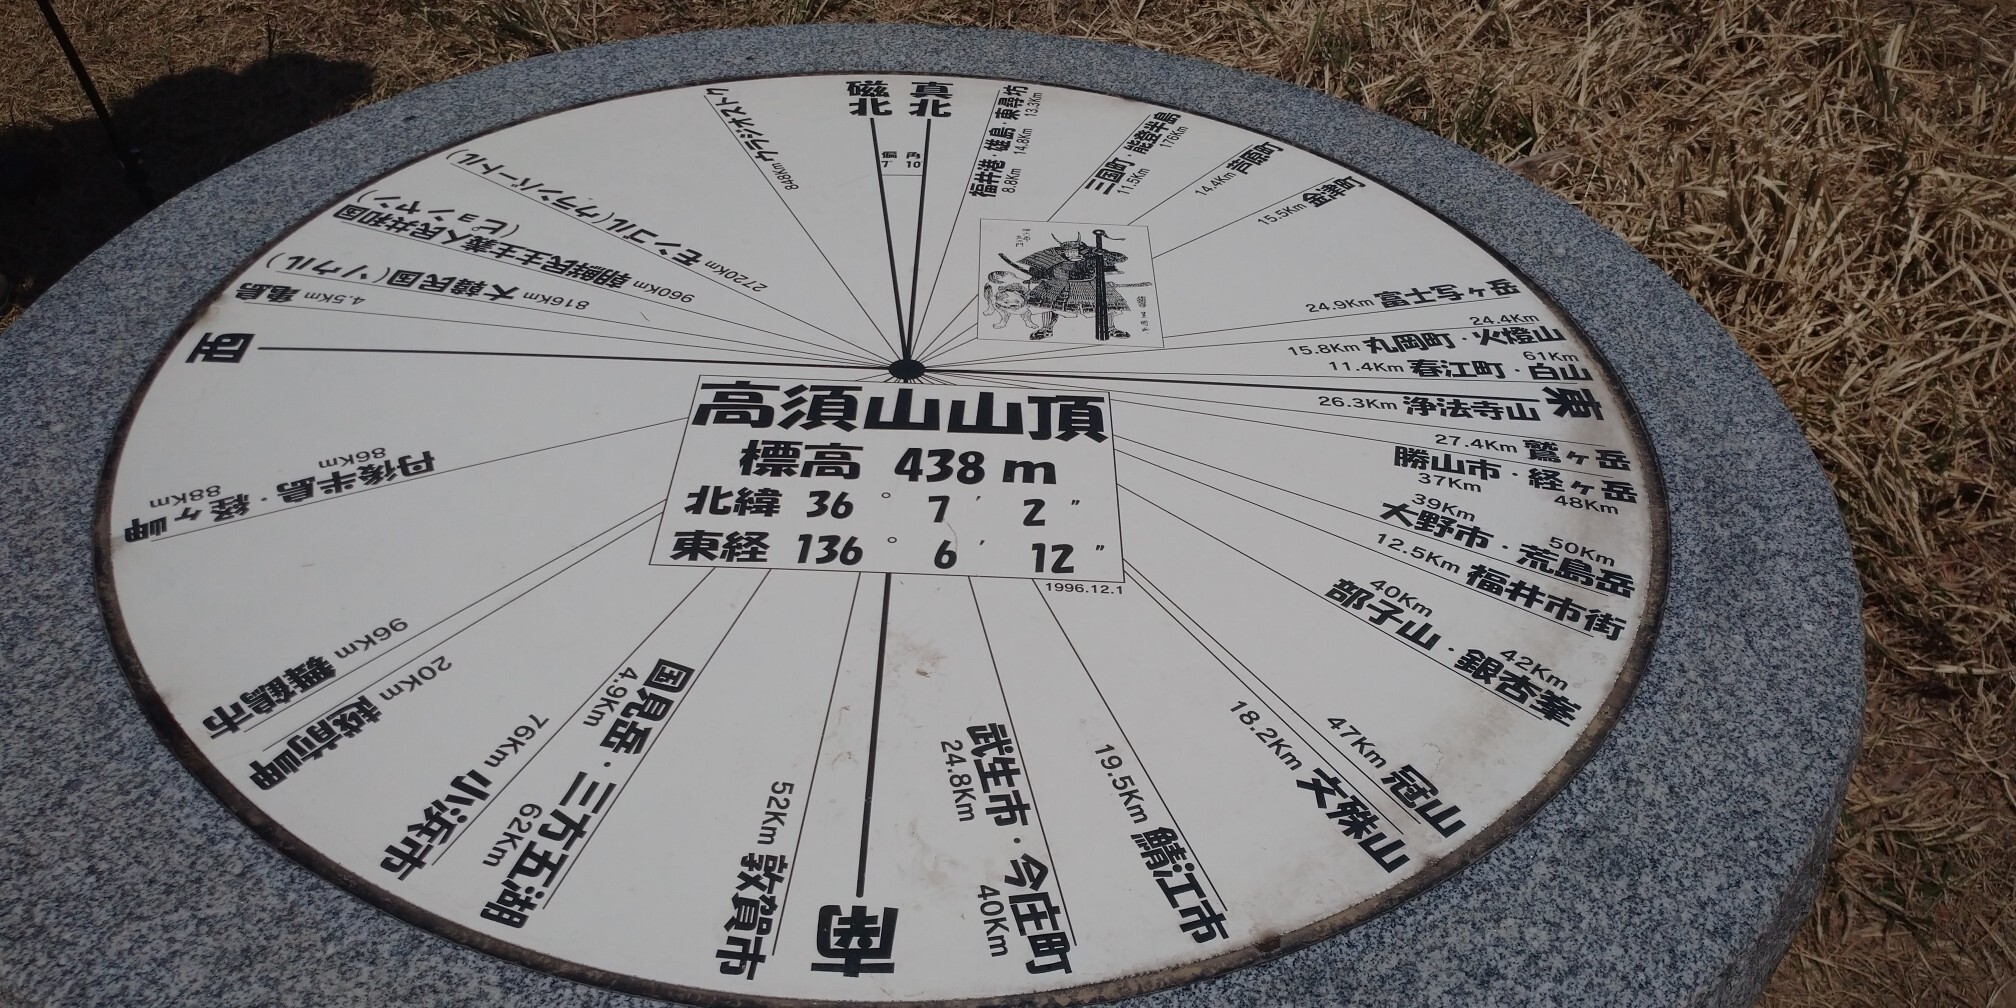 高須山山頂
標高 438 m
北緯 36 ° 7 ′ 2 ″
東経 136 ° 6 ′ 12 ″
1996.12.1
磁北
真北
偏角
7° 10′
福井港・雄島・東尋坊
8.8Km 14.8Km 13.3Km
三国町・能登半島
11.5Km 176Km
14.4Km 芦原町
15.5Km 金津町
24.9Km 富士写ヶ岳
24.4Km
15.8Km 丸岡町・火燈山
61Km
11.4Km 春江町・白山
東
26.3Km 浄法寺山
27.4Km 鷲ヶ岳
勝山市・経ヶ岳
37Km 48Km
39Km 50Km
大野市・荒島岳
12.5Km 福井市街
40Km 42Km
部子山・銀杏峯
47Km 冠山
18.2Km 文殊山
19.5Km 鯖江市
武生市・今庄町
24.8Km 40Km
南
52Km 敦賀市
国見岳・三方五湖
4.9Km 62Km
76Km 小浜市
20Km 越前岬
96Km 舞鶴市
丹後半島・経ヶ岬
86Km 88Km
西
4.5Km 亀島
816Km 大韓民国(ソウル)
960Km 朝鮮民主主義人民共和国
(ピョンヤン)
2720Km モンゴル(ウランバートル)
848Km ウラジオストク